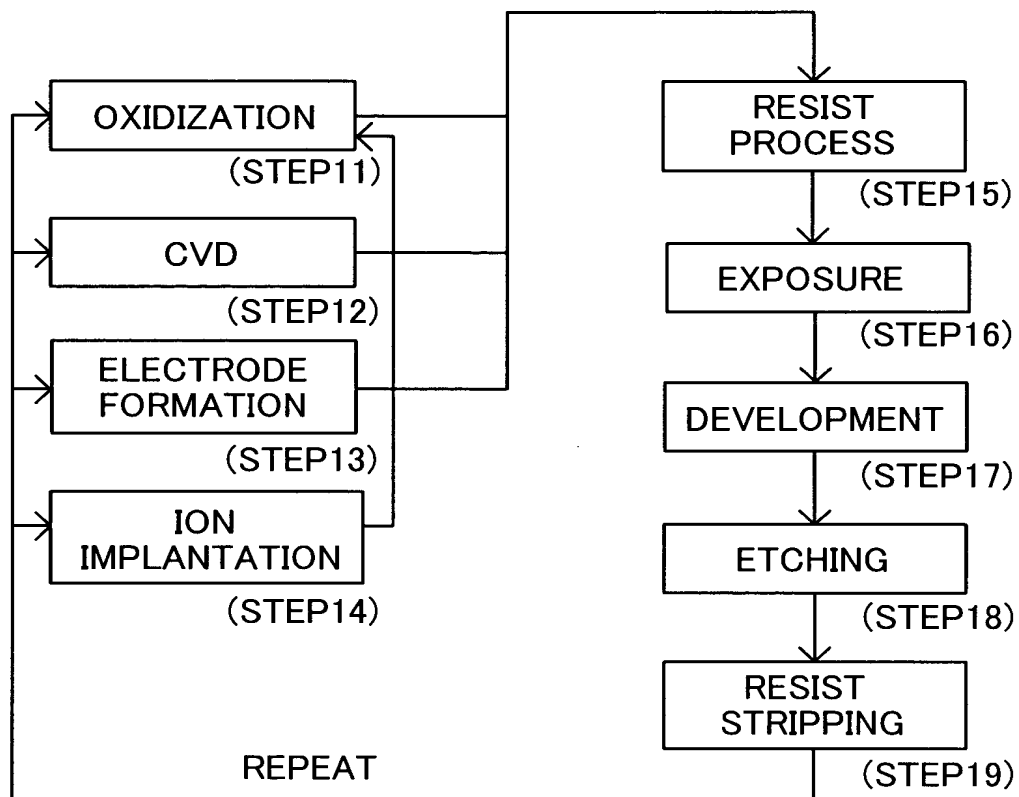 OXIDIZATION
(STEP11)
CVD
(STEP12)
ELECTRODE
FORMATION
(STEP13)
ION
IMPLANTATION
(STEP14)
REPEAT
RESIST
PROCESS
(STEP15)
EXPOSURE
(STEP16)
DEVELOPMENT
(STEP17)
ETCHING
(STEP18)
RESIST
STRIPPING
(STEP19)